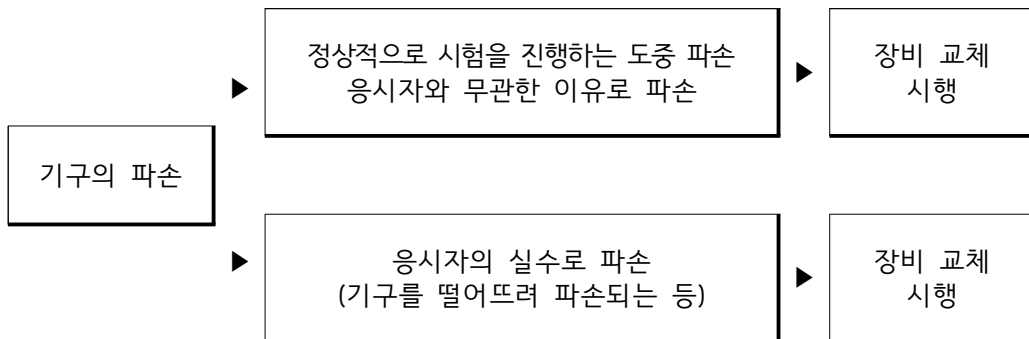 정상적으로 시험을 진행하는 도중 파손
응시자와 무관한 이유로 파손
장비 교체
시행
기구의 파손
응시자의 실수로 파손
(기구를 떨어뜨려 파손되는 등)
장비 교체
시행